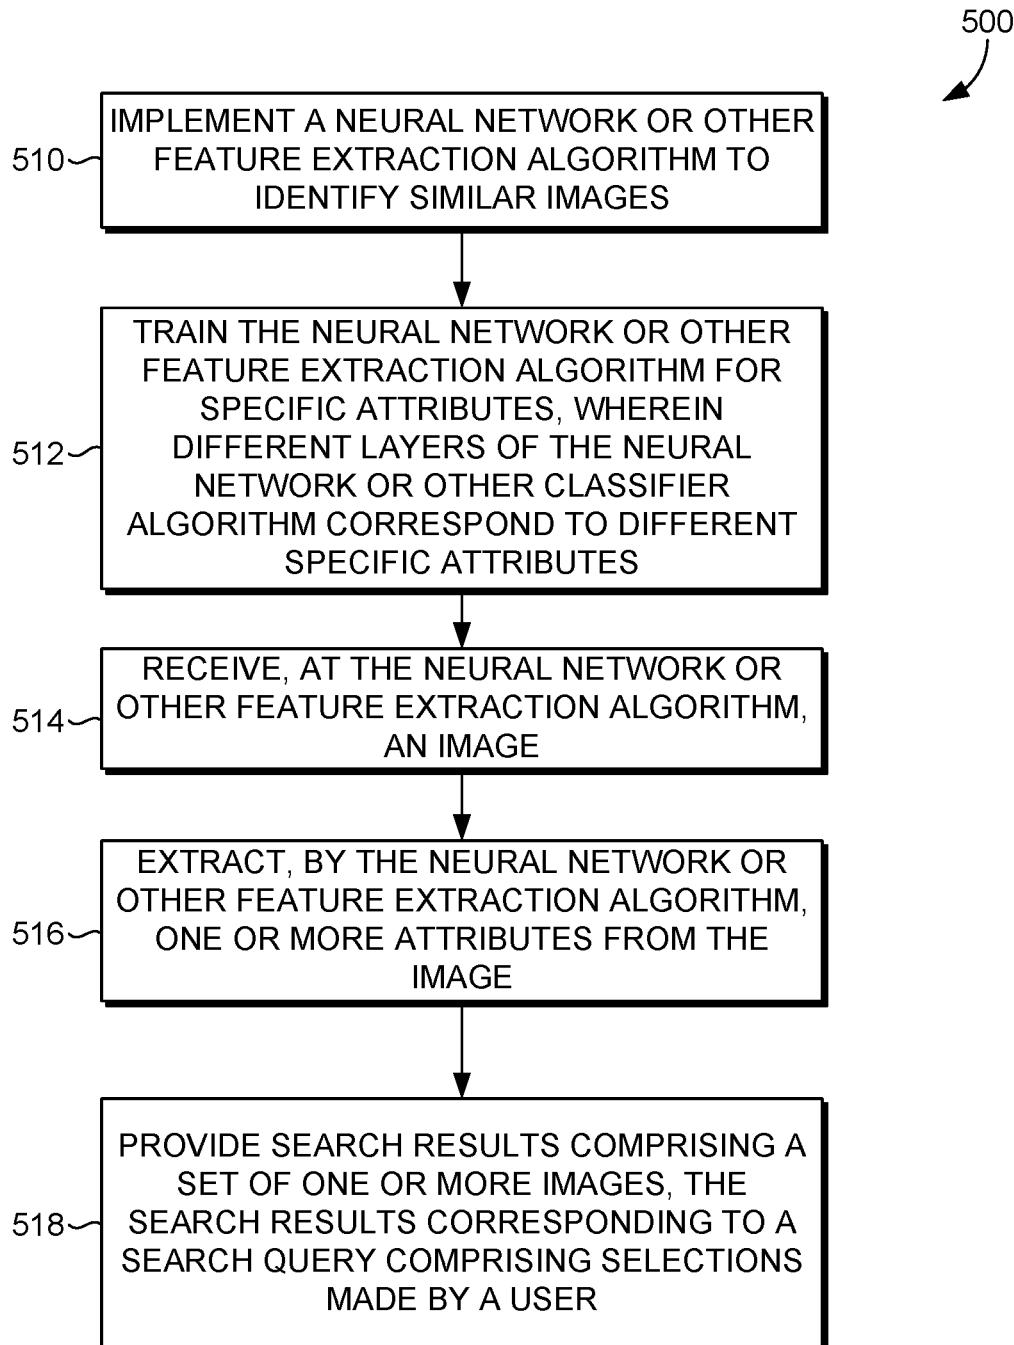 500
510
IMPLEMENT A NEURAL NETWORK OR OTHER
FEATURE EXTRACTION ALGORITHM TO
IDENTIFY SIMILAR IMAGES
512
TRAIN THE NEURAL NETWORK OR OTHER
FEATURE EXTRACTION ALGORITHM FOR
SPECIFIC ATTRIBUTES, WHEREIN
DIFFERENT LAYERS OF THE NEURAL
NETWORK OR OTHER CLASSIFIER
ALGORITHM CORRESPOND TO DIFFERENT
SPECIFIC ATTRIBUTES
514
RECEIVE, AT THE NEURAL NETWORK OR
OTHER FEATURE EXTRACTION ALGORITHM,
AN IMAGE
516
EXTRACT, BY THE NEURAL NETWORK OR
OTHER FEATURE EXTRACTION ALGORITHM,
ONE OR MORE ATTRIBUTES FROM THE
IMAGE
518
PROVIDE SEARCH RESULTS COMPRISING A
SET OF ONE OR MORE IMAGES, THE
SEARCH RESULTS CORRESPONDING TO A
SEARCH QUERY COMPRISING SELECTIONS
MADE BY A USER